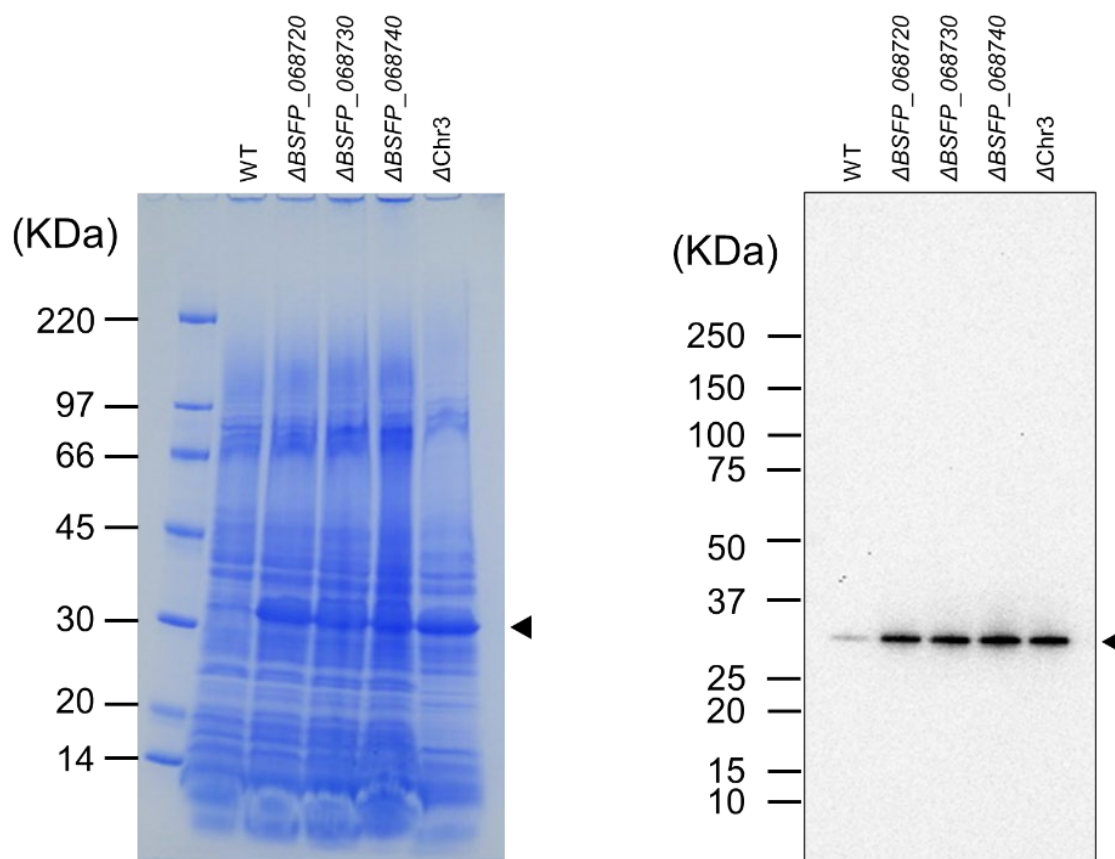 WT
ΔBSFP_068720
ΔBSFP_068730
ΔBSFP_068740
ΔChr3
(KDa)
220
97
66
45
30
20
14
WT
ΔBSFP_068720
ΔBSFP_068730
ΔBSFP_068740
ΔChr3
(KDa)
250
150
100
75
50
37
25
20
15
10